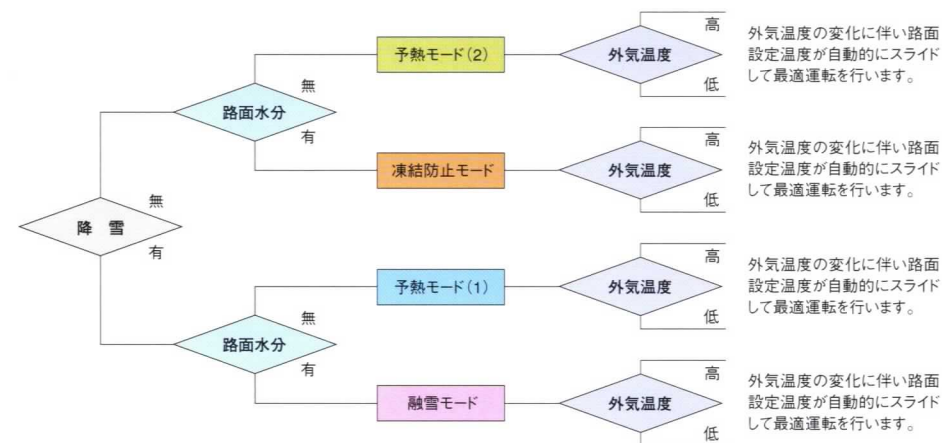 高
予熱モード(2)
外気温度
低
外気温度の変化に伴い路面
設定温度が自動的にスライド
して最適運転を行います。
無
路面水分
有
高
凍結防止モード
外気温度
低
外気温度の変化に伴い路面
設定温度が自動的にスライド
して最適運転を行います。
無
降 雪
有
高
予熱モード(1)
外気温度
低
外気温度の変化に伴い路面
設定温度が自動的にスライド
して最適運転を行います。
無
路面水分
有
高
融雪モード
外気温度
低
外気温度の変化に伴い路面
設定温度が自動的にスライド
して最適運転を行います。